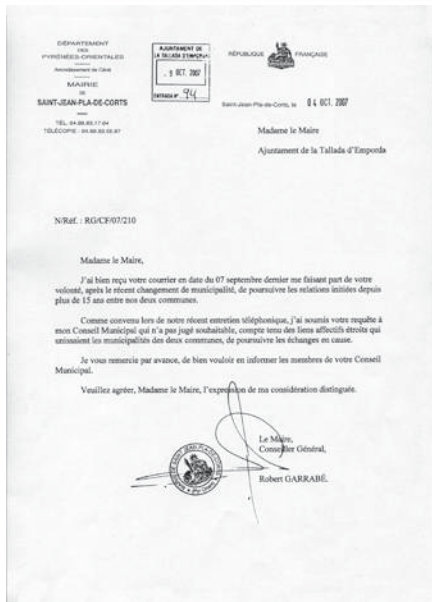 DÉPARTEMENT
DES
PYRÉNÉES-ORIENTALES
Arrondissement de Céret
MAIRIE
DE
SAINT-JEAN-PLA-DE-CORTS
TÉL. 04.68.83.17.64
AJUNTAMENT DE
LA TALLADA D'EMPORDA
- 9 OCT. 2007
ENTRADA Nº 94
RÉPUBLIQUE FRANÇAISE
Saint-Jean-Pla-de-Corts, le 04 OCT. 2007
Madame le Maire
Ajuntament de la Tallada d'Emporda
N/Réf. : RG/CF/07/210
Madame le Maire,
J'ai bien reçu votre courrier en date du 07 septembre dernier me faisant part de votre
volonté, après le récent changement de municipalité, de poursuivre les relations initiées depuis
plus de 15 ans entre nos deux communes.
Comme convenu lors de notre récent entretien téléphonique, j'ai soumis votre requête à
mon Conseil Municipal qui n'a pas jugé souhaitable, compte tenu des liens affectifs étroits qui
unissaient les municipalités des deux communes, de poursuivre les échanges en cause.
Je vous remercie par avance, de bien vouloir en informer les membres de votre Conseil
Municipal.
Veuillez agréer, Madame le Maire, l'expression de ma considération distinguée.
Le Maire,
Conseiller Général,
Robert GARRABÉ.